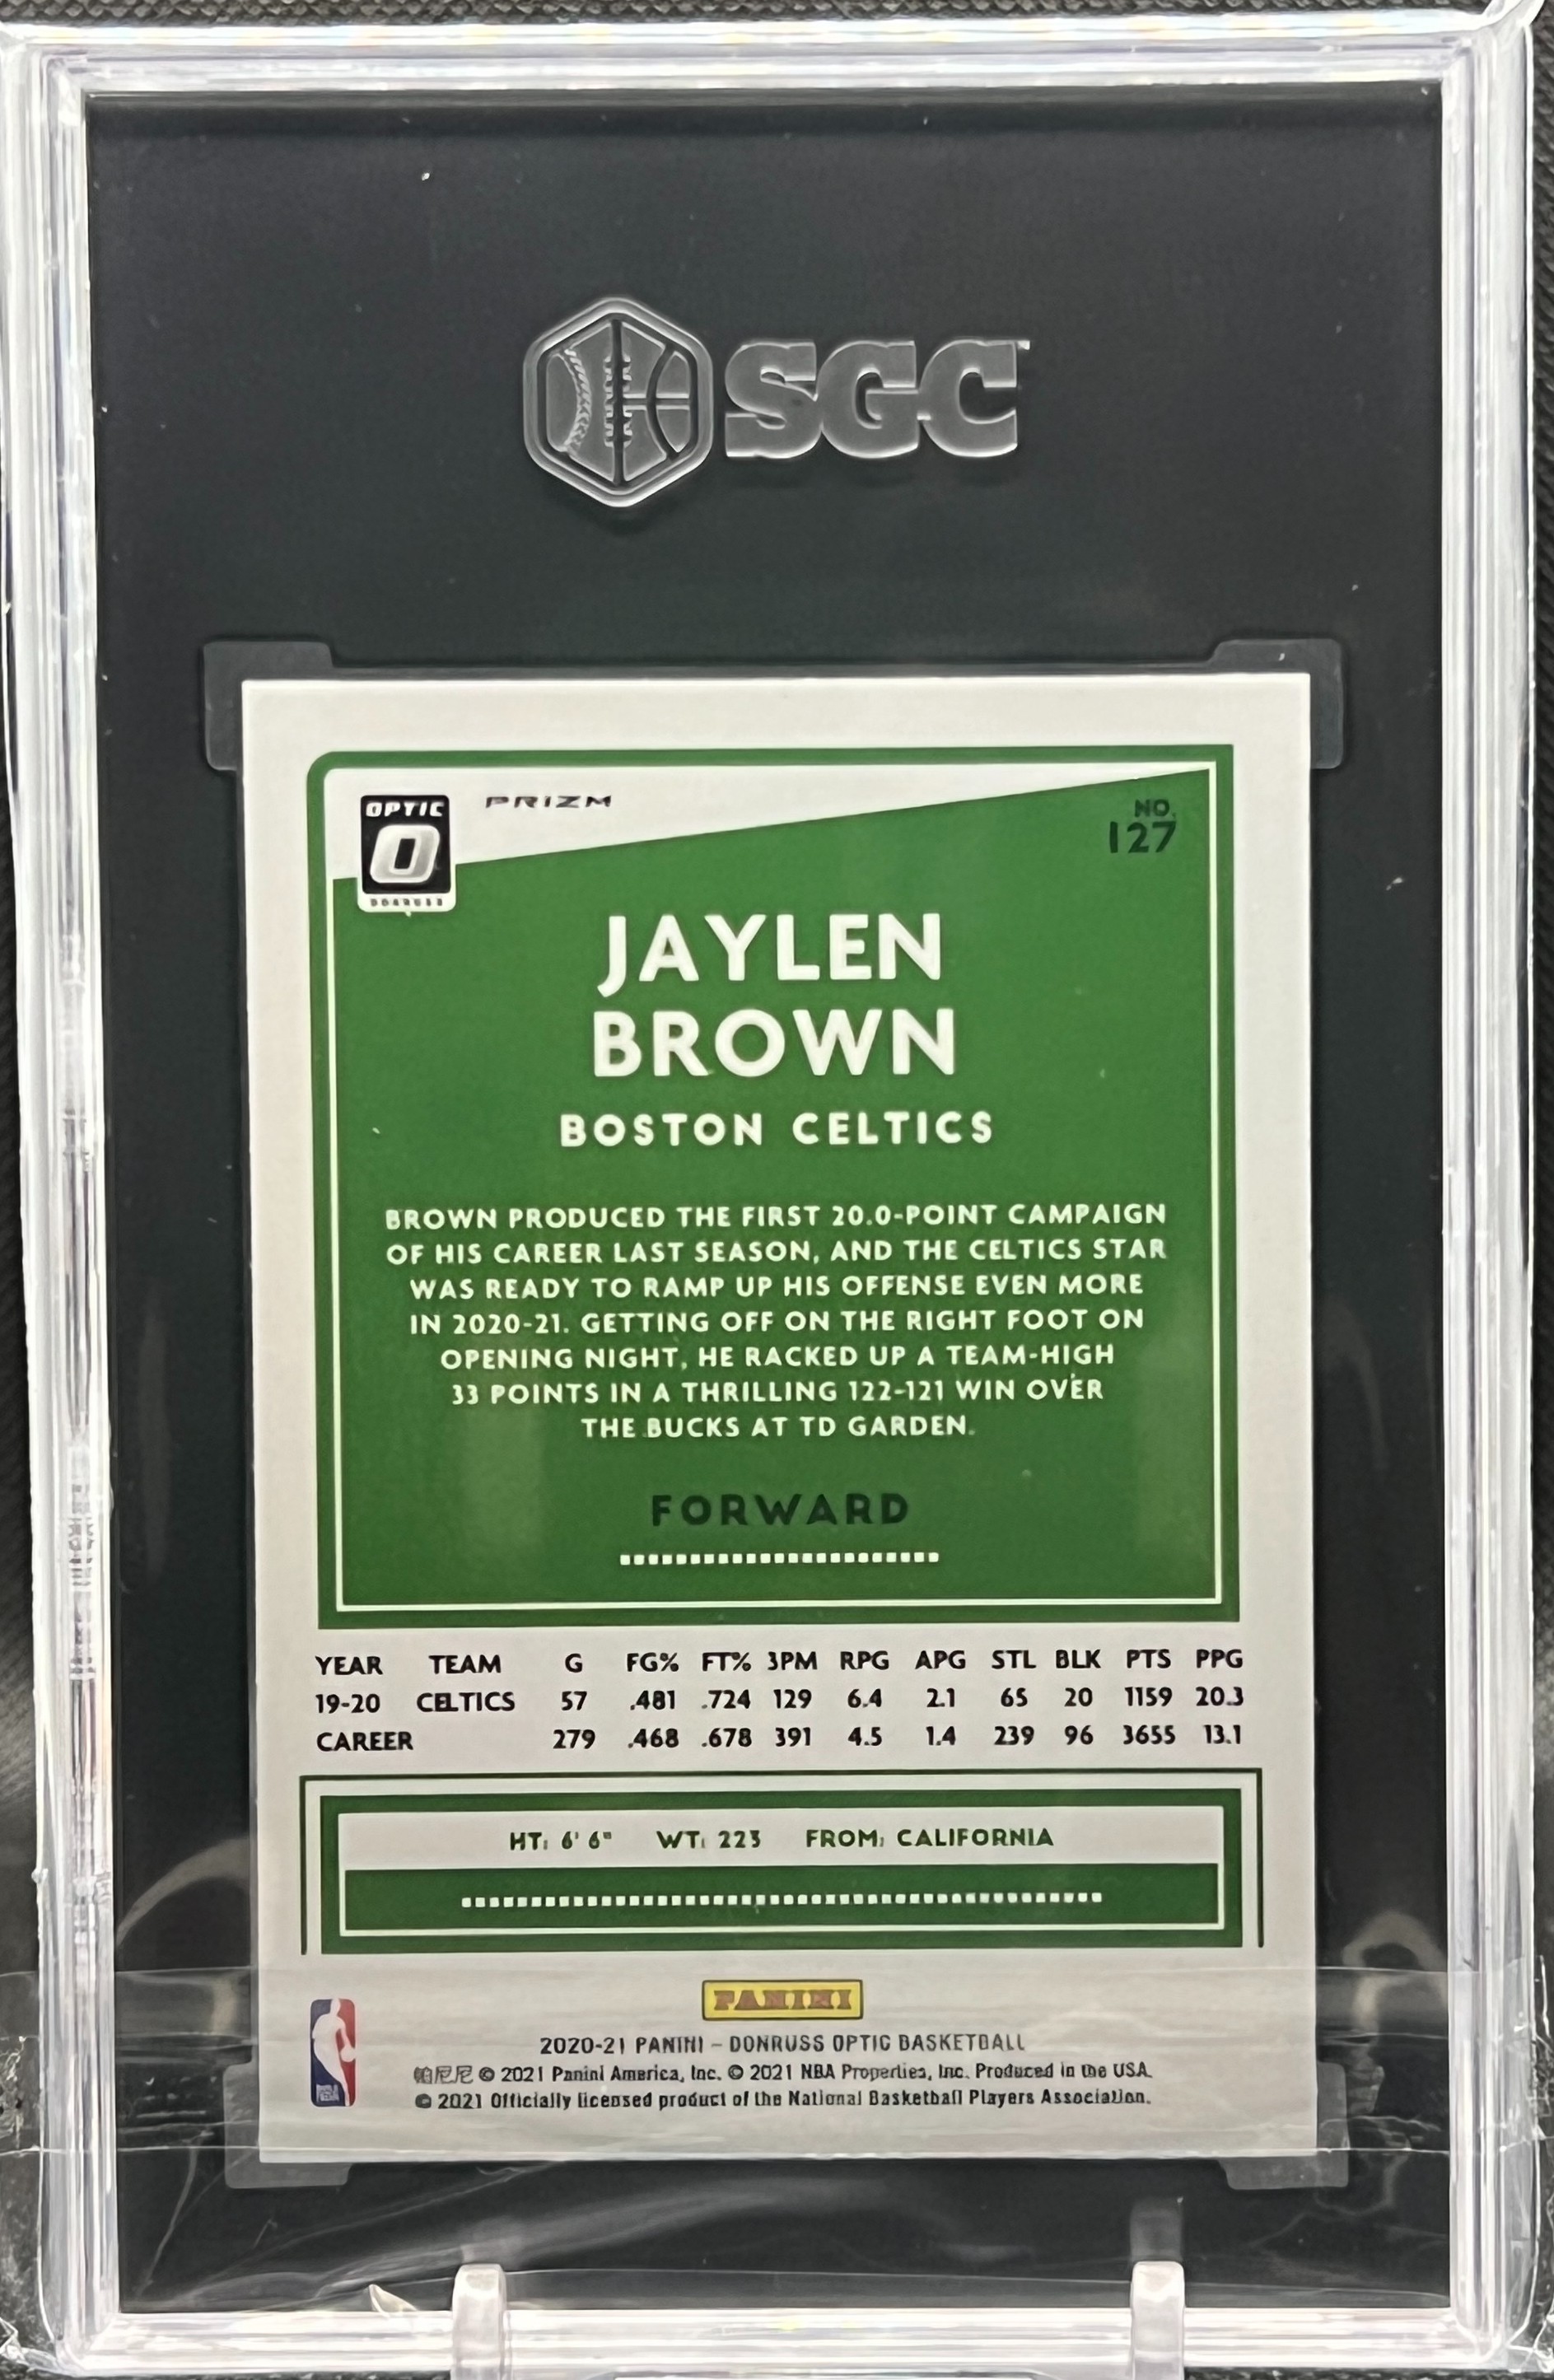 SGC
OPTIC
DONRUSS
PRIZM
NO.
127
JAYLEN
BROWN
BOSTON CELTICS
BROWN PRODUCED THE FIRST 20.0-POINT CAMPAIGN
OF HIS CAREER LAST SEASON, AND THE CELTICS STAR
WAS READY TO RAMP UP HIS OFFENSE EVEN MORE
IN 2020-21. GETTING OFF ON THE RIGHT FOOT ON
OPENING NIGHT, HE RACKED UP A TEAM-HIGH
33 POINTS IN A THRILLING 122-121 WIN OVER
THE BUCKS AT TD GARDEN.
FORWARD
YEAR TEAM G FG% FT% 3PM RPG APG STL BLK PTS PPG
19-20 CELTICS 57 .481 .724 129 6.4 2.1 65 20 1159 20.3
CAREER 279 .468 .678 391 4.5 1.4 239 96 3655 13.1
HT: 6' 6" WT: 223 FROM: CALIFORNIA
PANINI
2020-21 PANINI – DONRUSS OPTIC BASKETBALL
帕尼尼 © 2021 Panini America, Inc. © 2021 NBA Properties, Inc. Produced in the USA.
© 2021 Officially licensed product of the National Basketball Players Association.